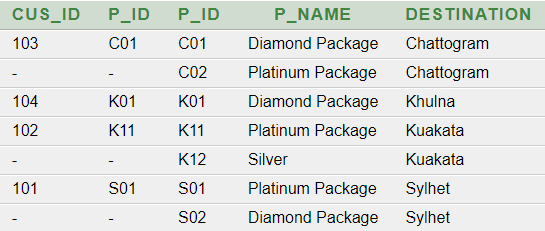 CUS_ID P_ID P_ID P_NAME DESTINATION
103 C01 C01 Diamond Package Chattogram
- - C02 Platinum Package Chattogram
104 K01 K01 Diamond Package Khulna
102 K11 K11 Platinum Package Kuakata
- - K12 Silver Kuakata
101 S01 S01 Platinum Package Sylhet
- - S02 Diamond Package Sylhet